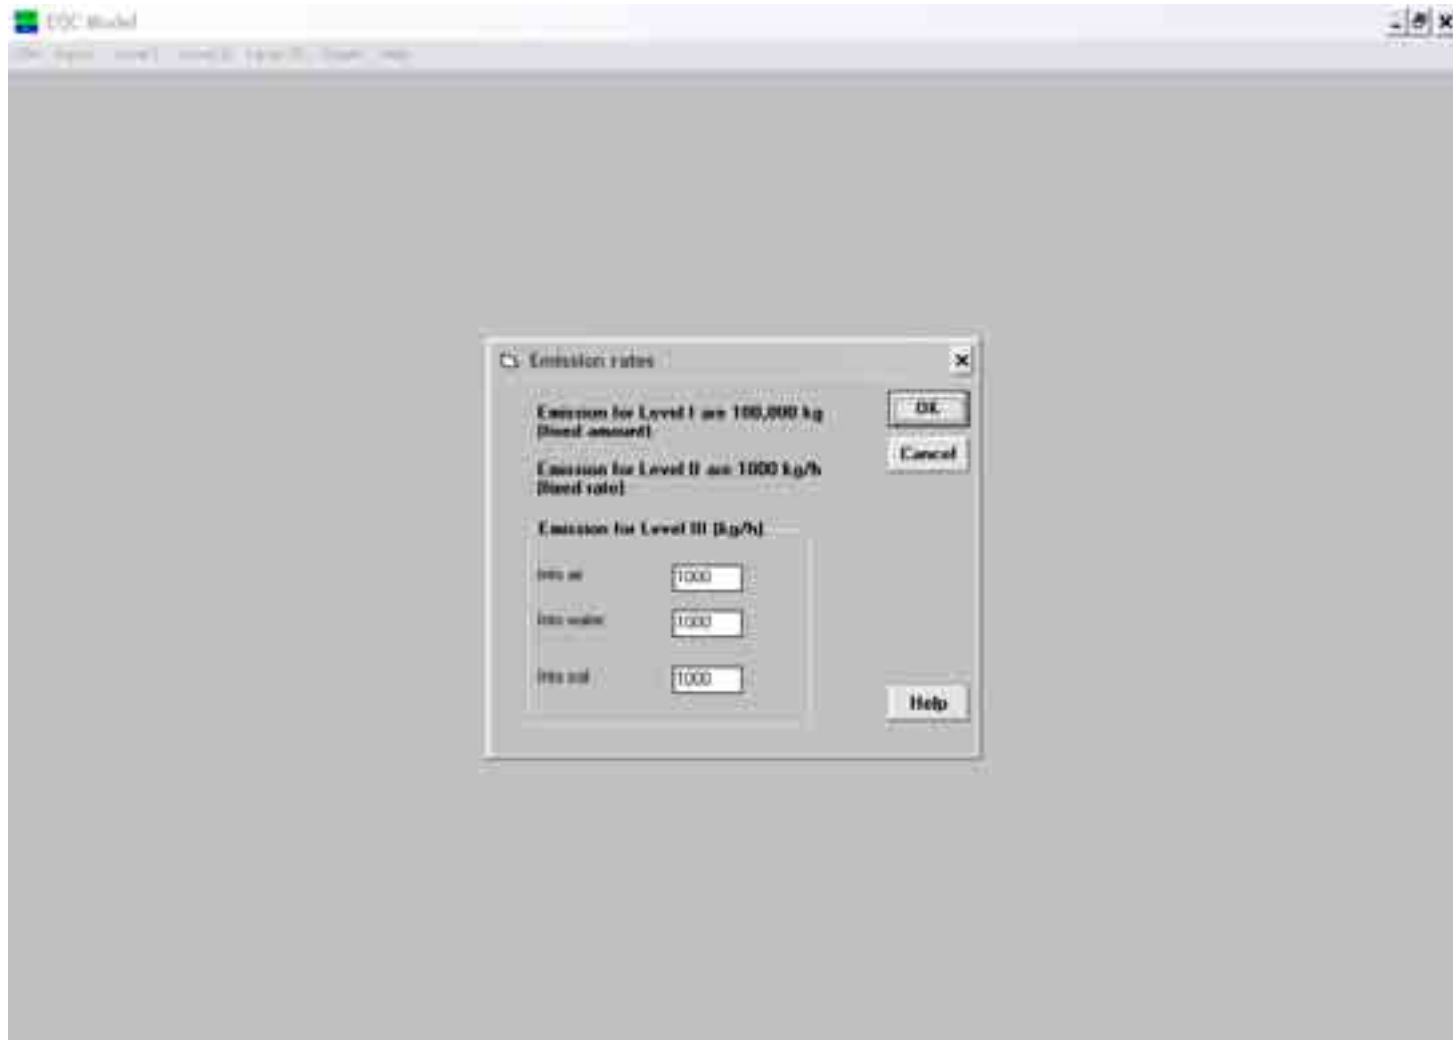 EQC Model
Emission rates
Emission for Level I are 100,000 kg
(fixed amount)
Emission for Level II are 1000 kg/h
(fixed rate)
Emission for Level III (kg/h)
Into air 1000
Into water 1000
Into soil 1000
OK
Cancel
Help